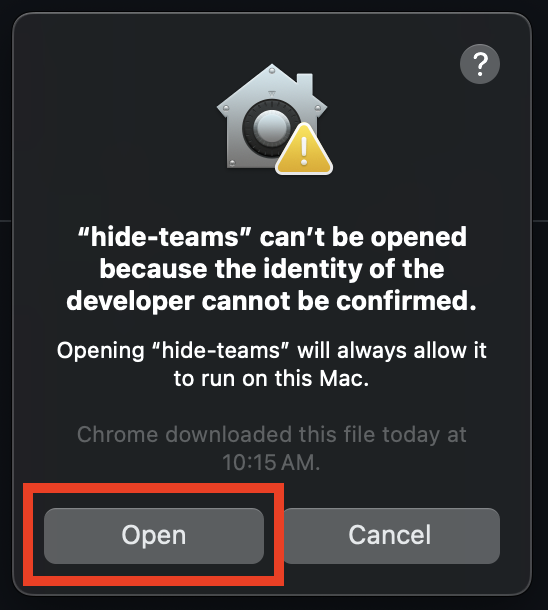 ?
“hide-teams” can’t be opened
because the identity of the
developer cannot be confirmed.
Opening “hide-teams” will always allow it
to run on this Mac.
Chrome downloaded this file today at
10:15 AM.
Open
Cancel